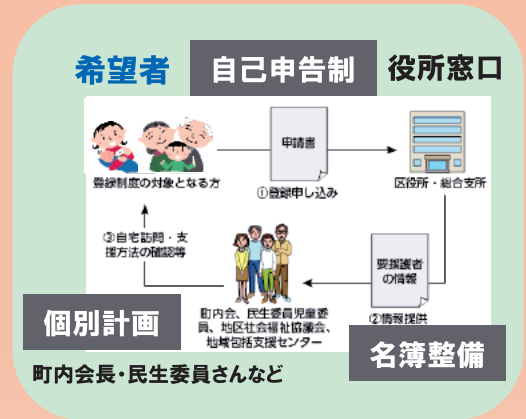 希望者
自己申告制
役所窓口
申請書
登録制度の対象となる方
①登録申し込み
区役所・総合支所
③自宅訪問・支
援方法の確認等
要援護者
の情報
②情報提供
町内会、民生委員児童委
員、地区社会福祉協議会、
地域包括支援センター
個別計画
名簿整備
町内会長・民生委員さんなど